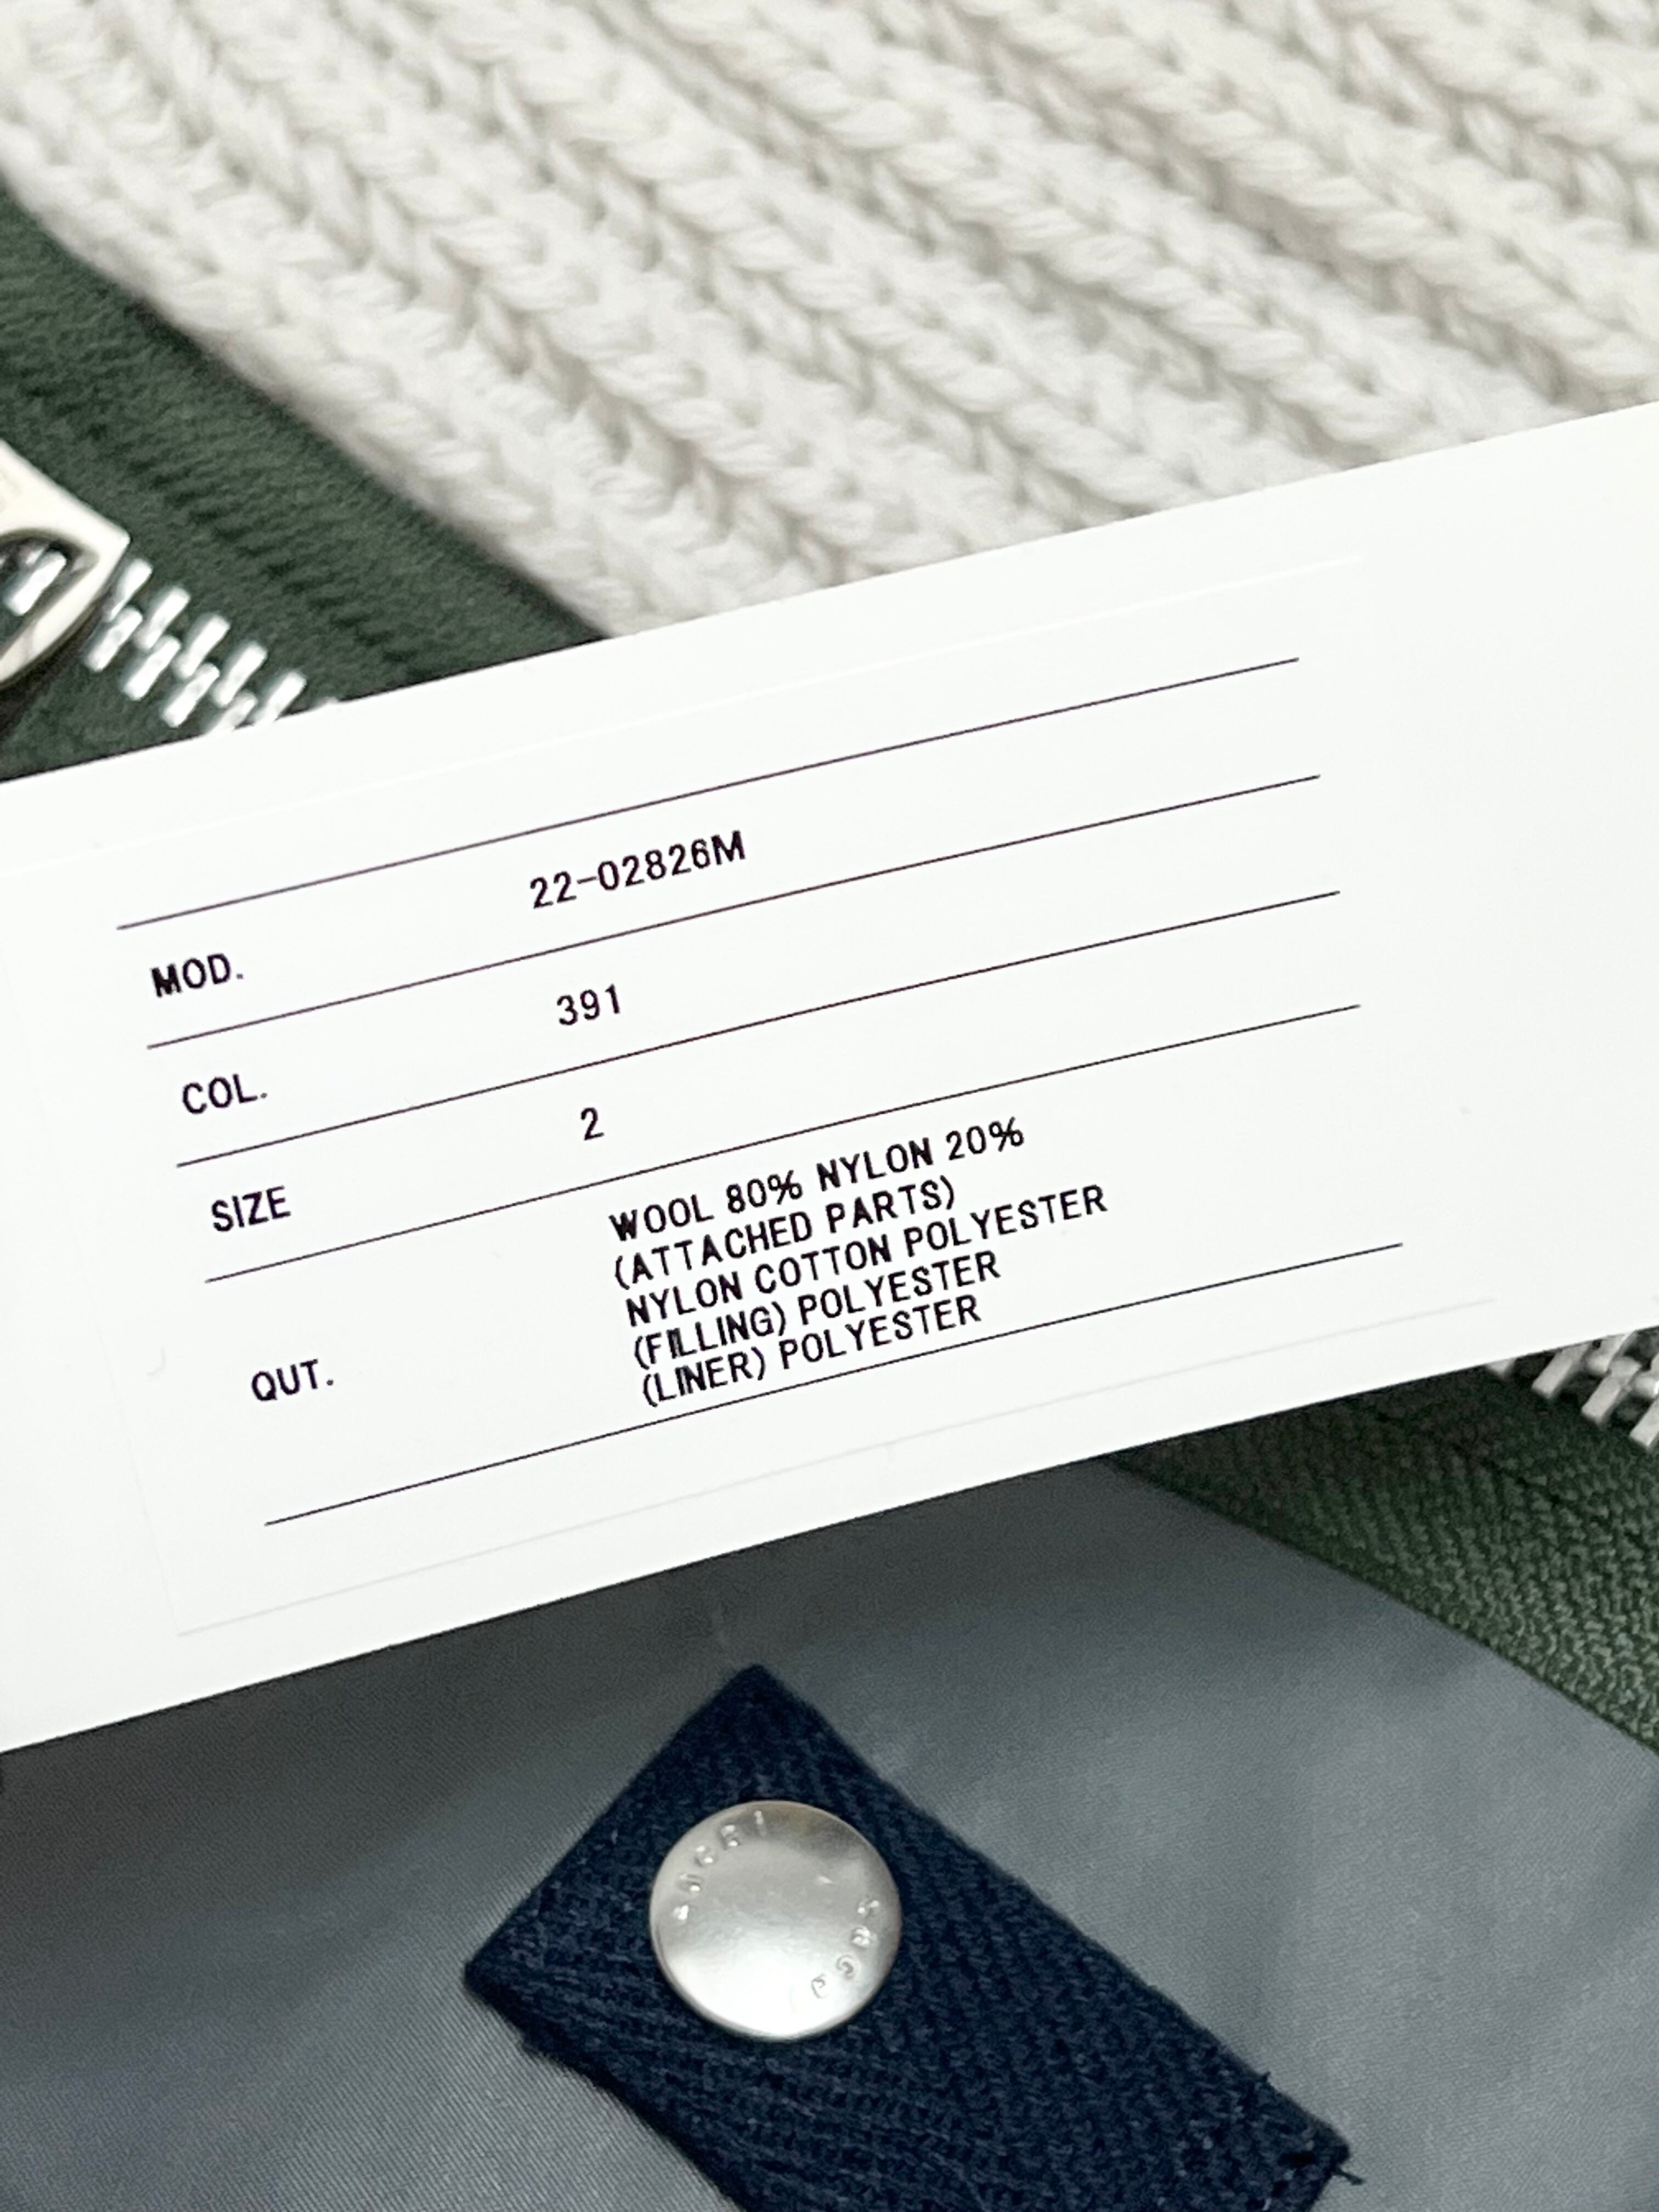 MOD. 22-02826M
COL. 391
SIZE 2
QUT. WOOL 80% NYLON 20%
(ATTACHED PARTS)
NYLON COTTON POLYESTER
(FILLING) POLYESTER
(LINER) POLYESTER